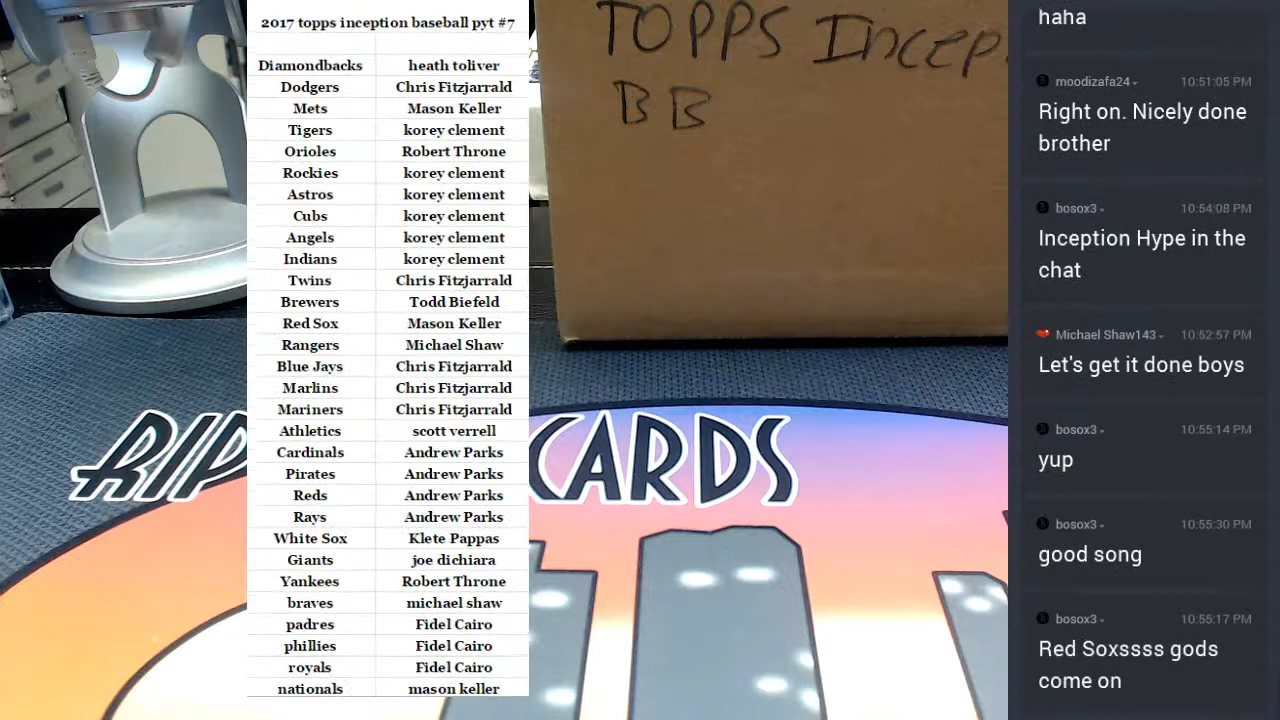 2017 topps inception baseball pyt #7
Diamondbacks heath toliver
Dodgers Chris Fitzjarrald
Mets Mason Keller
Tigers korey clement
Orioles Robert Throne
Rockies korey clement
Astros korey clement
Cubs korey clement
Angels korey clement
Indians korey clement
Twins Chris Fitzjarrald
Brewers Todd Biefeld
Red Sox Mason Keller
Rangers Michael Shaw
Blue Jays Chris Fitzjarrald
Marlins Chris Fitzjarrald
Mariners Chris Fitzjarrald
Athletics scott verrell
Cardinals Andrew Parks
Pirates Andrew Parks
Reds Andrew Parks
Rays Andrew Parks
White Sox Klete Pappas
Giants joe dichiara
Yankees Robert Throne
braves michael shaw
padres Fidel Cairo
phillies Fidel Cairo
royals Fidel Cairo
nationals mason keller
TOPPS Incep
BB
RIP CARDS
haha
moodizafa24 10:51:05 PM
Right on. Nicely done
brother
bosox3 10:54:08 PM
Inception Hype in the
chat
Michael Shaw143 10:52:57 PM
Let's get it done boys
bosox3 10:55:14 PM
yup
bosox3 10:55:30 PM
good song
bosox3 10:55:17 PM
Red Soxssss gods
come on